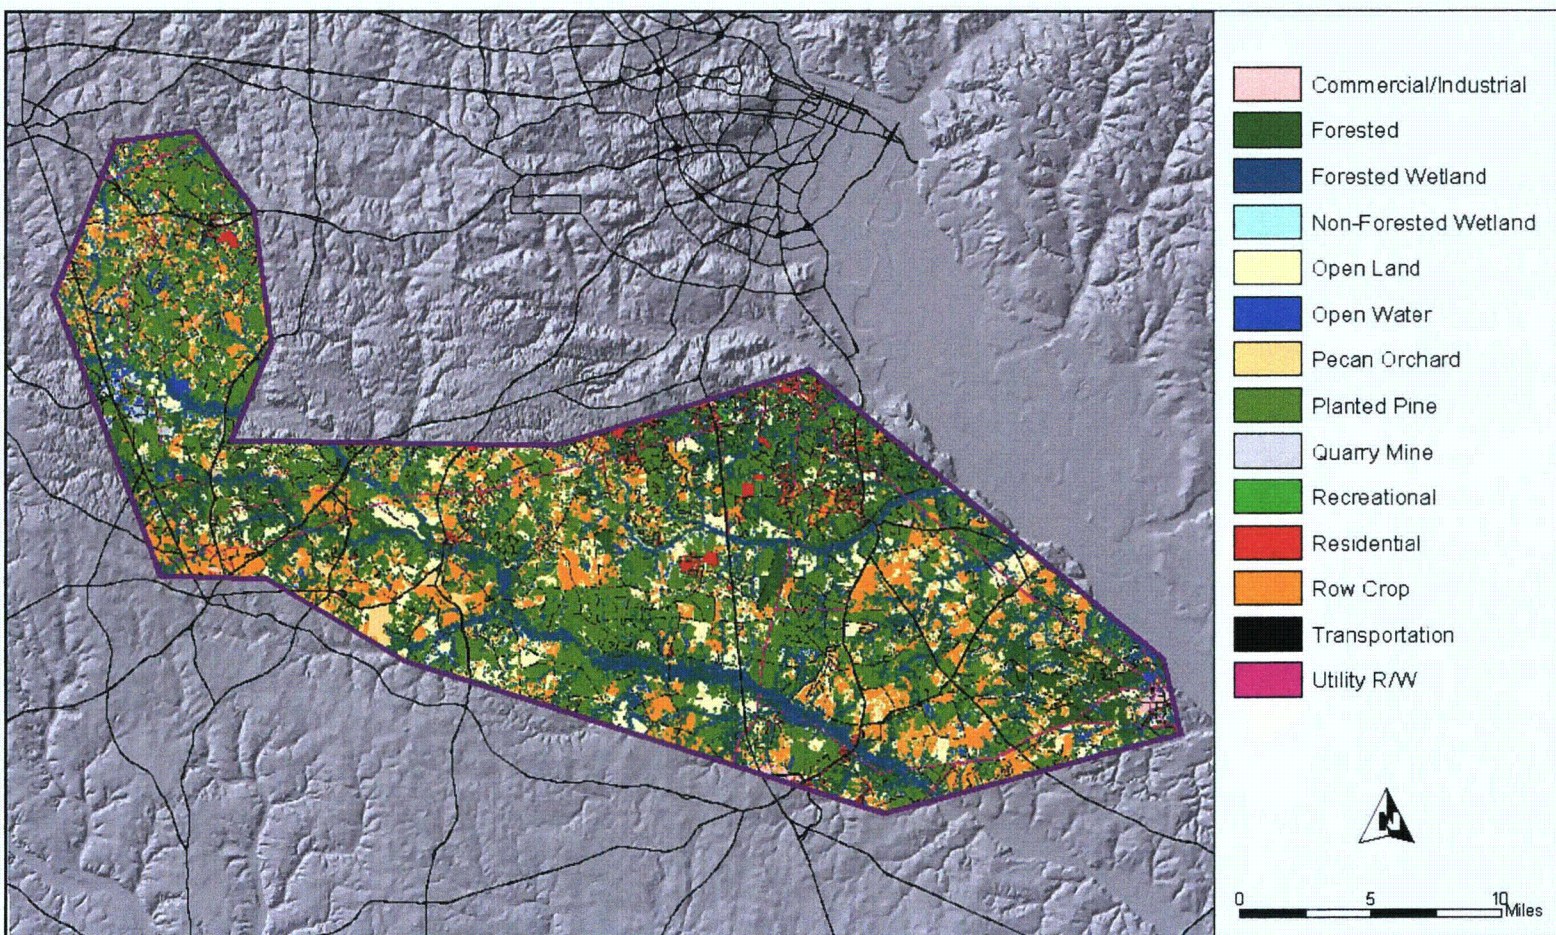 Commercial/Industrial
Forested
Forested Wetland
Non-Forested Wetland
Open Land
Open Water
Pecan Orchard
Planted Pine
Quarry Mine
Recreational
Residential
Row Crop
Transportation
Utility R/W
N
0 5 10 Miles